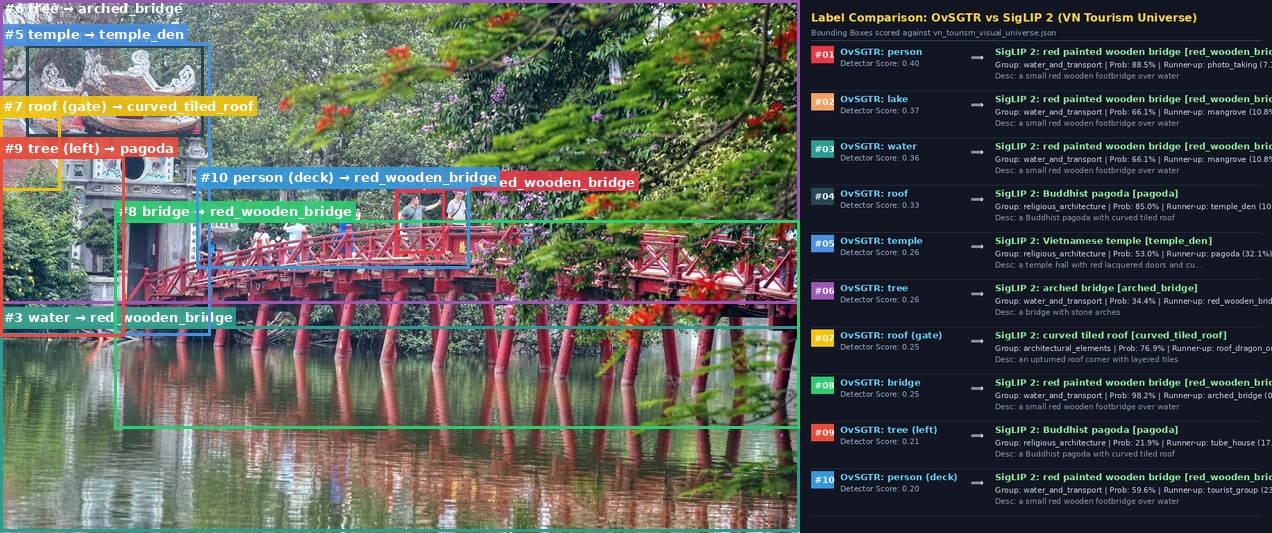 #6 tree → arched_bridge
#5 temple → temple_den
#7 roof (gate) → curved_tiled_roof
#9 tree (left) → pagoda
#10 person (deck) → red_wooden_bridge
ed_wooden_bridge
#8 bridge → red_wooden_bridge
#3 water → red_wooden_bridge
Label Comparison: OvSGTR vs SigLIP 2 (VN Tourism Universe)
Bounding Boxes scored against vn_tourism_visual_universe.json
#01
OvSGTR: person
Detector Score: 0.40
⟹
SigLIP 2: red painted wooden bridge [red_wooden_bric
Group: water_and_transport | Prob: 88.5% | Runner-up: photo_taking (7.
Desc: a small red wooden footbridge over water
#02
OvSGTR: lake
Detector Score: 0.37
⟹
SigLIP 2: red painted wooden bridge [red_wooden_bric
Group: water_and_transport | Prob: 66.1% | Runner-up: mangrove (10.8%
Desc: a small red wooden footbridge over water
#03
OvSGTR: water
Detector Score: 0.36
⟹
SigLIP 2: red painted wooden bridge [red_wooden_bric
Group: water_and_transport | Prob: 66.1% | Runner-up: mangrove (10.8%
Desc: a small red wooden footbridge over water
#04
OvSGTR: roof
Detector Score: 0.33
⟹
SigLIP 2: Buddhist pagoda [pagoda]
Group: religious_architecture | Prob: 85.0% | Runner-up: temple_den (10
Desc: a Buddhist pagoda with curved tiled roof
#05
OvSGTR: temple
Detector Score: 0.26
⟹
SigLIP 2: Vietnamese temple [temple_den]
Group: religious_architecture | Prob: 53.0% | Runner-up: pagoda (32.1%)
Desc: a temple hall with red lacquered doors and cu...
#06
OvSGTR: tree
Detector Score: 0.26
⟹
SigLIP 2: arched bridge [arched_bridge]
Group: water_and_transport | Prob: 34.4% | Runner-up: red_wooden_brid
Desc: a bridge with stone arches
#07
OvSGTR: roof (gate)
Detector Score: 0.25
⟹
SigLIP 2: curved tiled roof [curved_tiled_roof]
Group: architectural_elements | Prob: 76.9% | Runner-up: roof_dragon_o
Desc: an upturned roof corner with layered tiles
#08
OvSGTR: bridge
Detector Score: 0.25
⟹
SigLIP 2: red painted wooden bridge [red_wooden_bric
Group: water_and_transport | Prob: 98.2% | Runner-up: arched_bridge (0
Desc: a small red wooden footbridge over water
#09
OvSGTR: tree (left)
Detector Score: 0.21
⟹
SigLIP 2: Buddhist pagoda [pagoda]
Group: religious_architecture | Prob: 21.9% | Runner-up: tube_house (17.
Desc: a Buddhist pagoda with curved tiled roof
#10
OvSGTR: person (deck)
Detector Score: 0.20
⟹
SigLIP 2: red painted wooden bridge [red_wooden_bric
Group: water_and_transport | Prob: 59.6% | Runner-up: tourist_group (23
Desc: a small red wooden footbridge over water